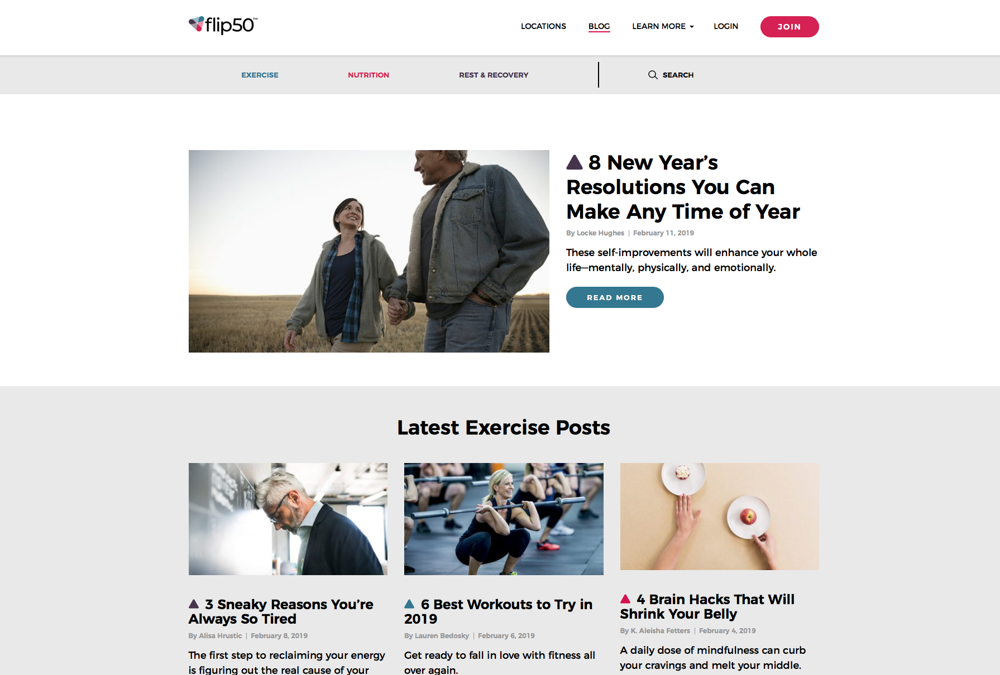 flip50™
LOCATIONS
BLOG
LEARN MORE
LOGIN
JOIN
EXERCISE
NUTRITION
REST & RECOVERY
SEARCH
8 New Year’s
Resolutions You Can
Make Any Time of Year
By Locke Hughes | February 11, 2019
These self-improvements will enhance your whole
life—mentally, physically, and emotionally.
READ MORE
Latest Exercise Posts
3 Sneaky Reasons You’re
Always So Tired
By Alisa Hrustic | February 8, 2019
The first step to reclaiming your energy
is figuring out the real cause of your
6 Best Workouts to Try in
2019
By Lauren Bedosky | February 6, 2019
Get ready to fall in love with fitness all
over again.
4 Brain Hacks That Will
Shrink Your Belly
By K. Aleisha Fetters | February 4, 2019
A daily dose of mindfulness can curb
your cravings and melt your middle.